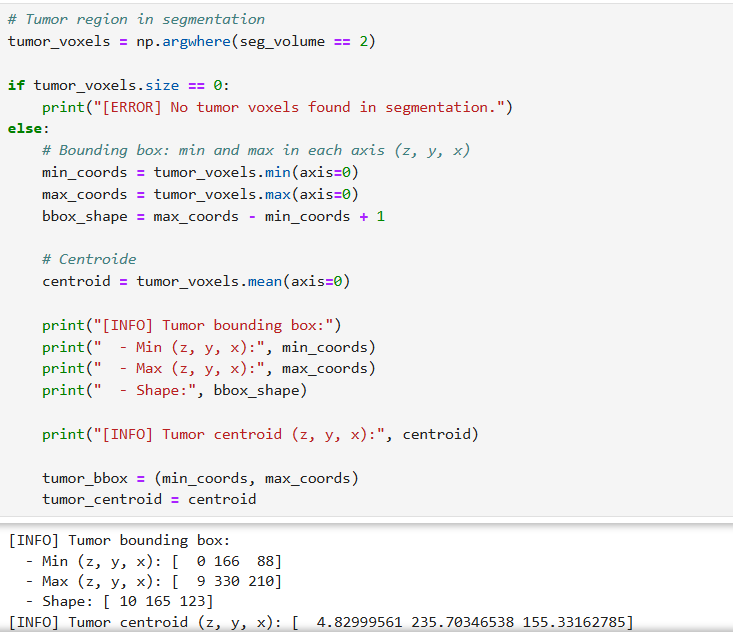 # Tumor region in segmentation
tumor_voxels = np.argwhere(seg_volume == 2)
if tumor_voxels.size == 0:
    print("[ERROR] No tumor voxels found in segmentation.")
else:
    # Bounding box: min and max in each axis (z, y, x)
    min_coords = tumor_voxels.min(axis=0)
    max_coords = tumor_voxels.max(axis=0)
    bbox_shape = max_coords - min_coords + 1
    # Centroide
    centroid = tumor_voxels.mean(axis=0)
    print("[INFO] Tumor bounding box:")
    print("  - Min (z, y, x):", min_coords)
    print("  - Max (z, y, x):", max_coords)
    print("  - Shape:", bbox_shape)
    print("[INFO] Tumor centroid (z, y, x):", centroid)
    tumor_bbox = (min_coords, max_coords)
    tumor_centroid = centroid
[INFO] Tumor bounding box:
  - Min (z, y, x): [  0 166  88]
  - Max (z, y, x): [  9 330 210]
  - Shape: [ 10 165 123]
[INFO] Tumor centroid (z, y, x): [  4.82999561 235.70346538 155.33162785]